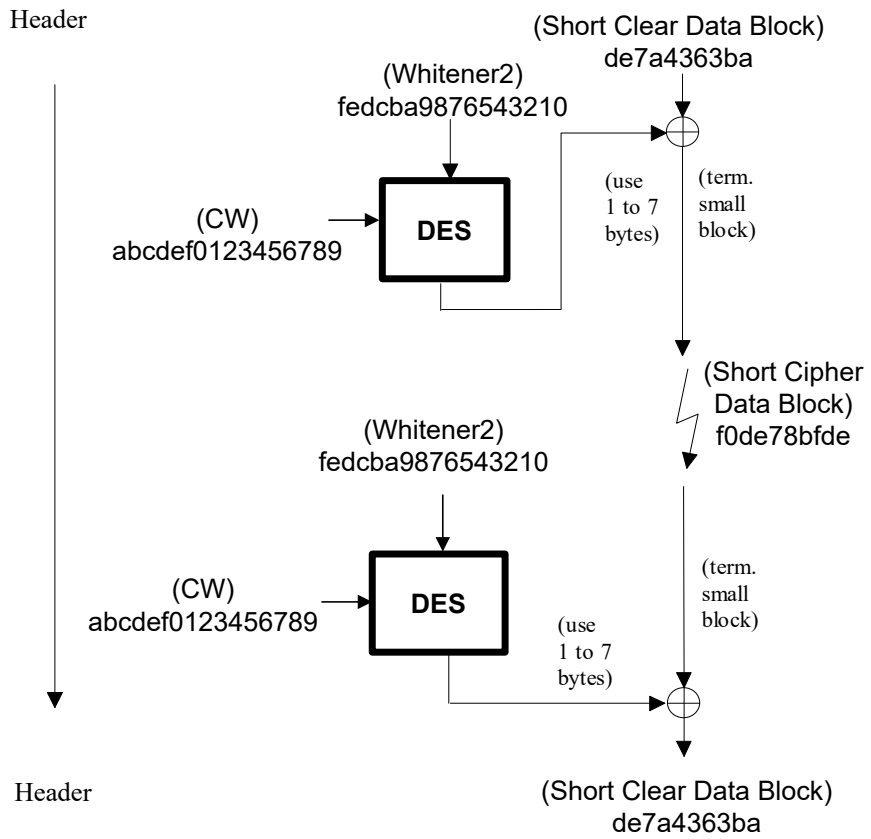 Header
(Short Clear Data Block)
de7a4363ba
(Whitener2)
fedcba9876543210
(use
1 to 7
bytes)
(term.
small
block)
(CW)
abcdef0123456789
DES
(Short Cipher
Data Block)
f0de78bfde
(Whitener2)
fedcba9876543210
(CW)
abcdef0123456789
DES
(term.
small
block)
(use
1 to 7
bytes)
Header
(Short Clear Data Block)
de7a4363ba